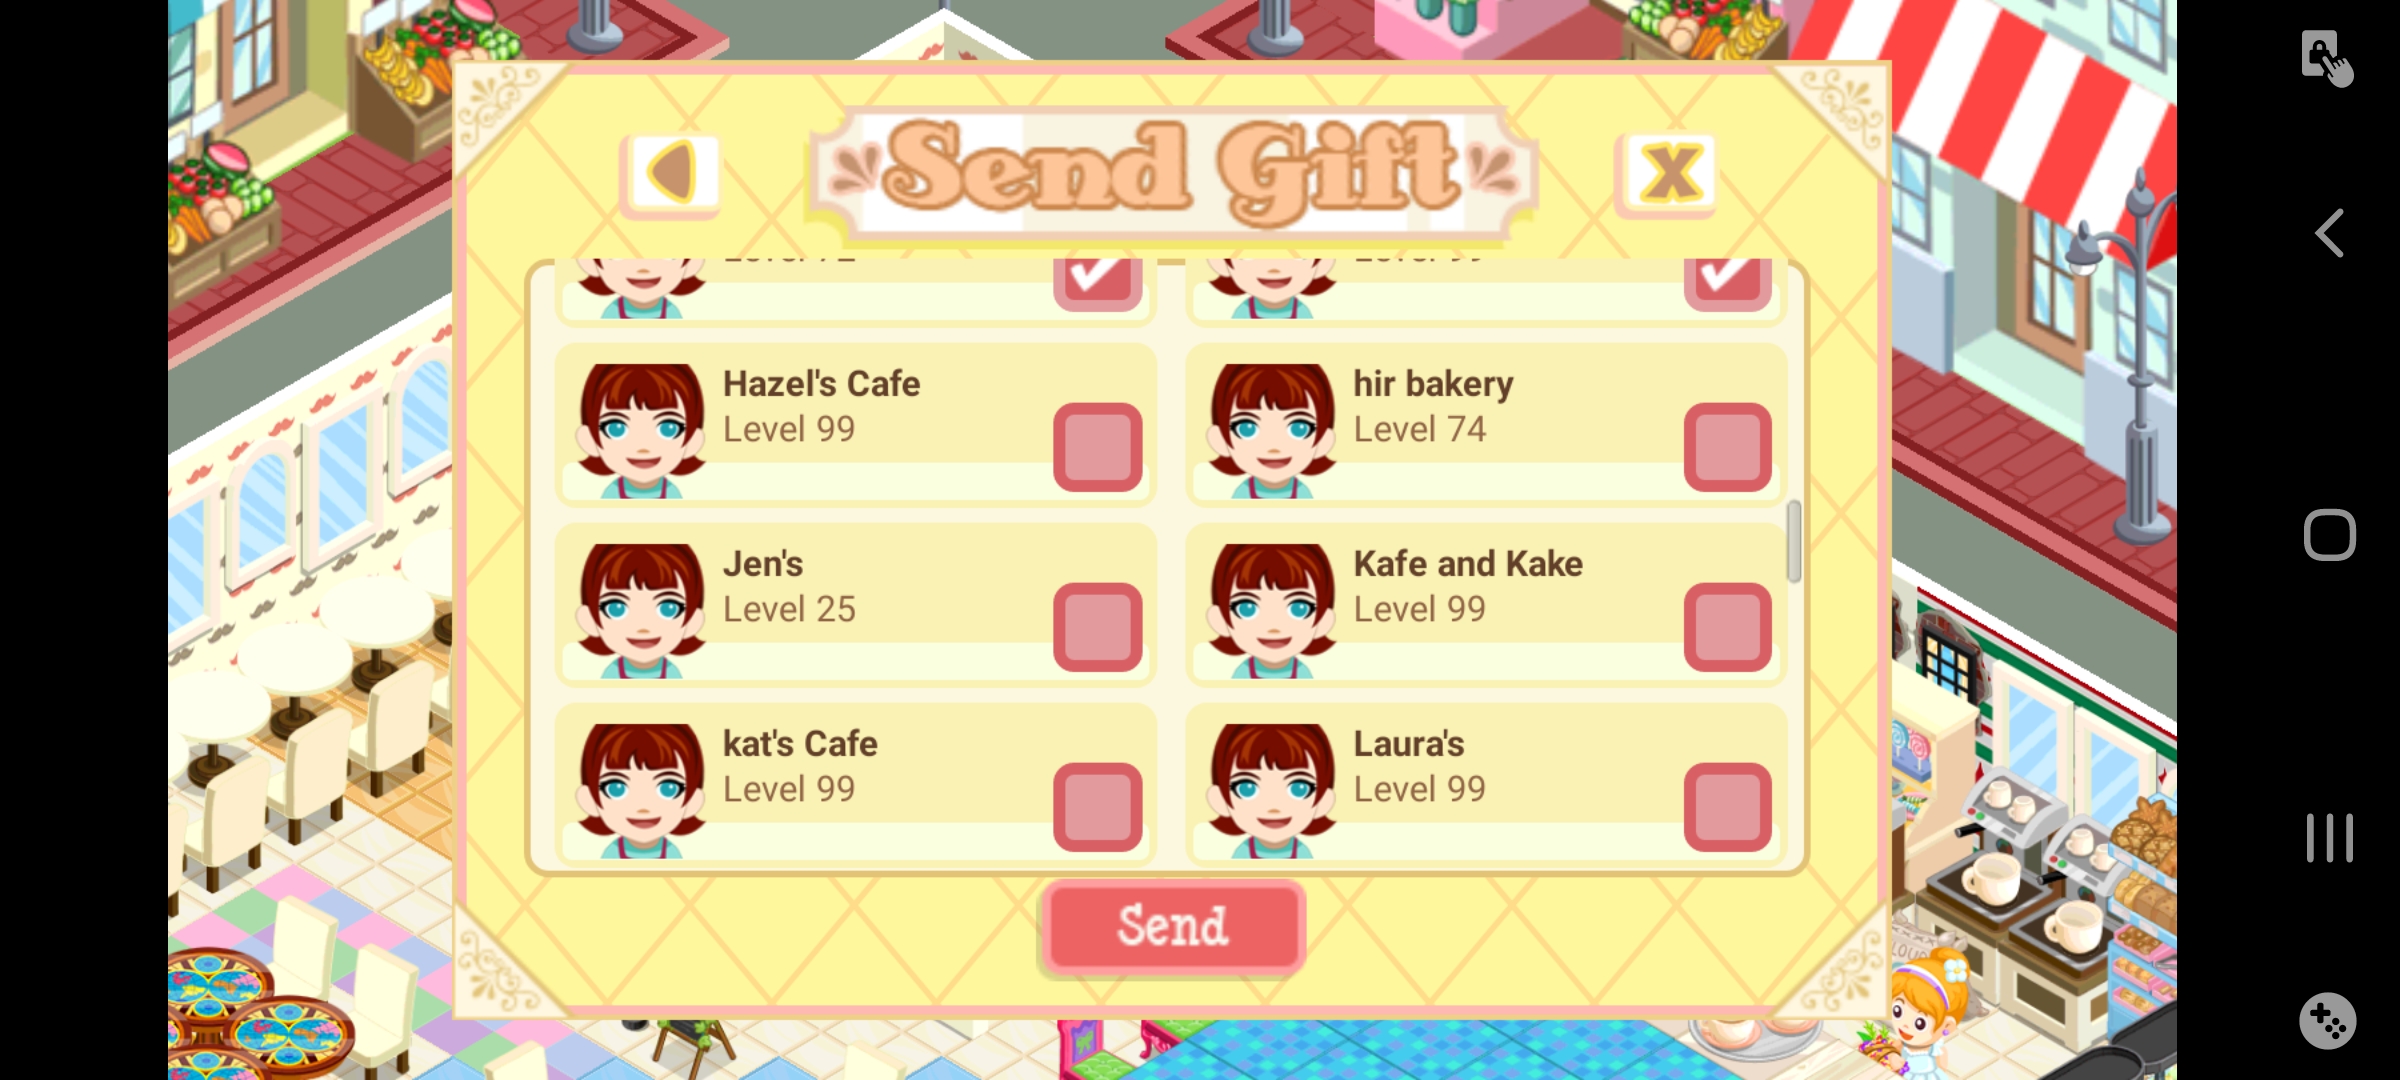 Send Gift
X
Hazel's Cafe
Level 99
hir bakery
Level 74
Jen's
Level 25
Kafe and Kake
Level 99
kat's Cafe
Level 99
Laura's
Level 99
Send